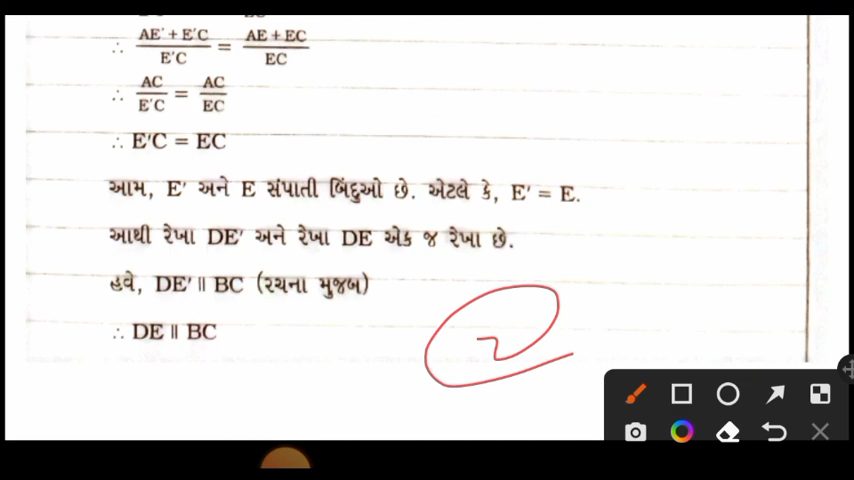 ∴ AE′ + E′C / E′C = AE + EC / EC
∴ AC / E′C = AC / EC
∴ E′C = EC
આમ, E′ અને E સંપાતી બિંદુઓ છે. એટલે કે, E′ = E.
આથી રેખા DE′ અને રેખા DE એક જ રેખા છે.
હવે, DE′ || BC (રચના મુજબ)
∴ DE || BC